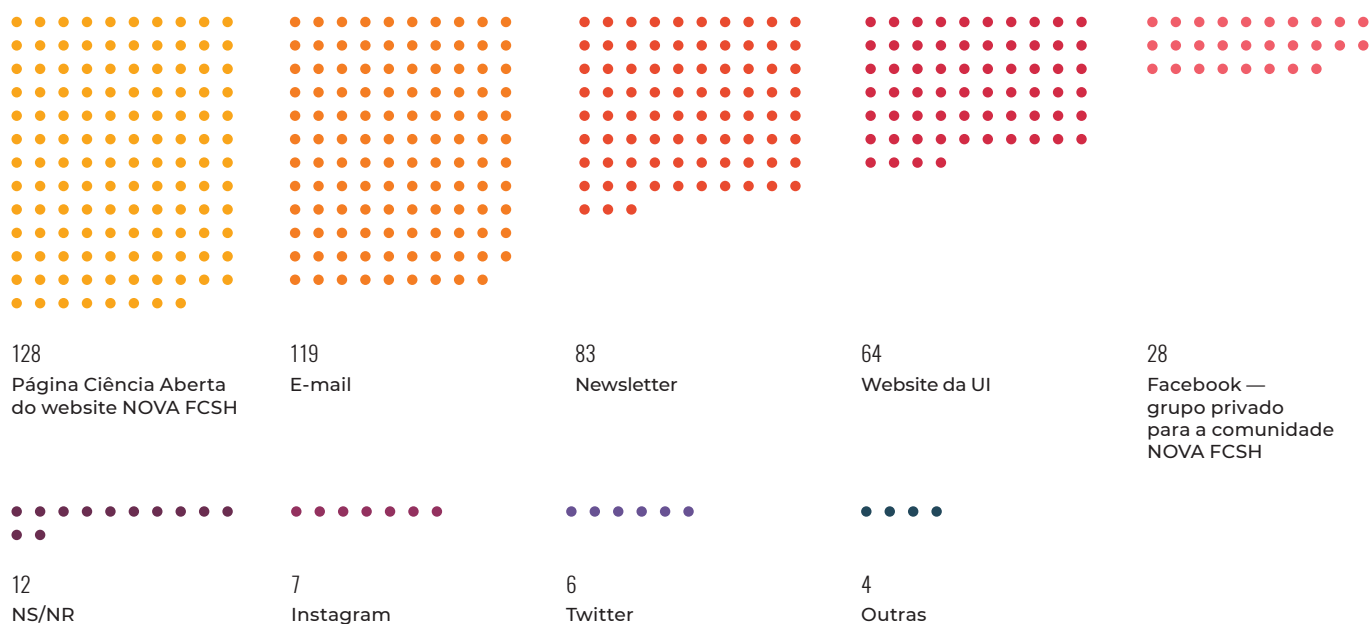 128
Página Ciência Aberta
do website NOVA FCSH
119
E-mail
83
Newsletter
64
Website da UI
28
Facebook —
grupo privado
para a comunidade
NOVA FCSH
12
NS/NR
7
Instagram
6
Twitter
4
Outras